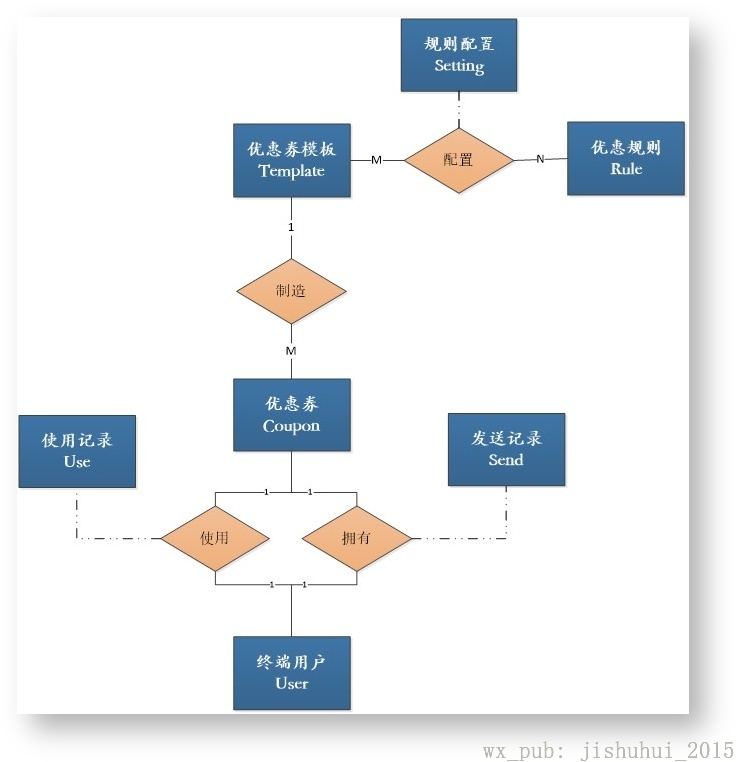 规则配置
Setting
优惠券模板
Template
M
配置
N
优惠规则
Rule
1
制造
M
优惠券
Coupon
使用记录
Use
发送记录
Send
1
1
使用
拥有
1
1
终端用户
User
wx_pub: jishuhui_2015